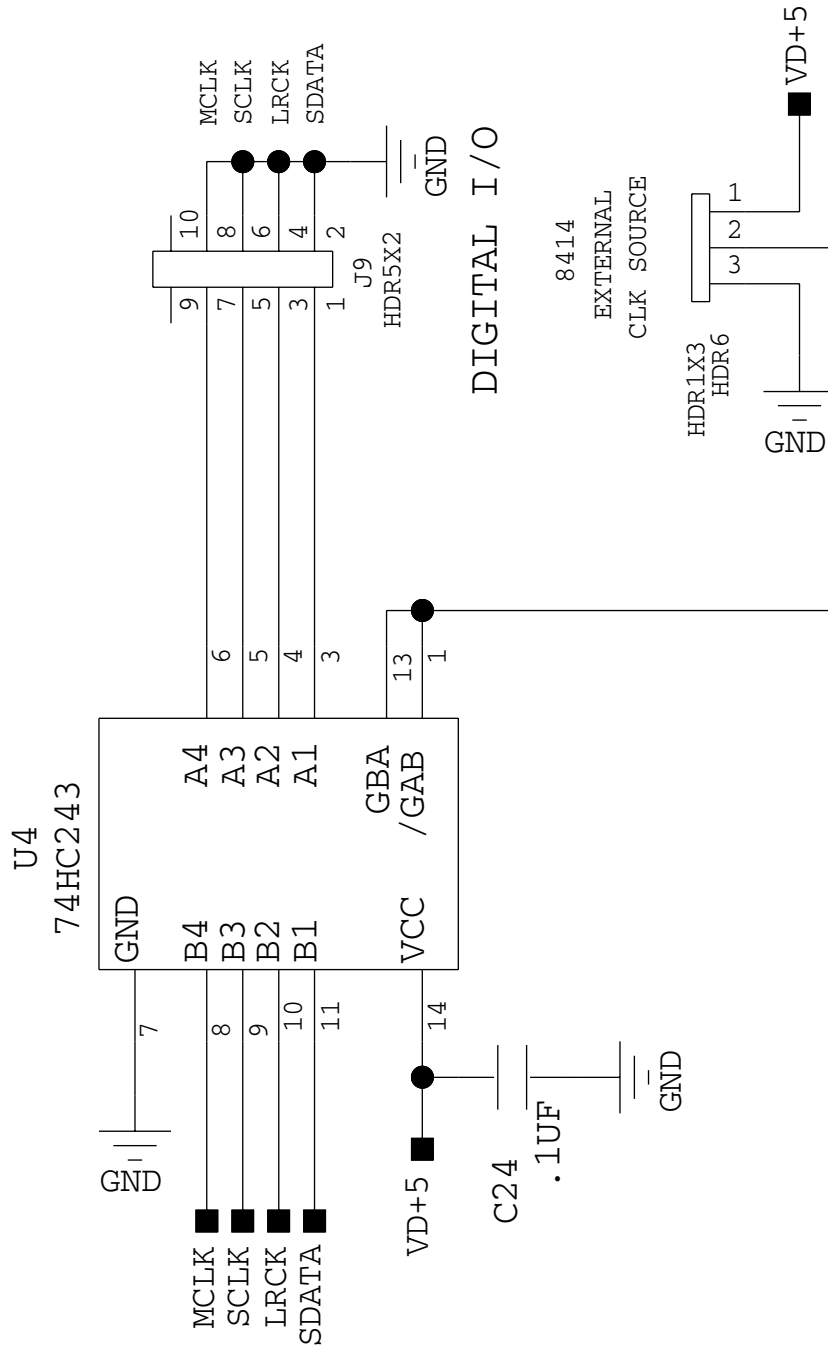 U4
74HC243
GND
B4
B3
B2
B1
VCC
A4
A3
A2
A1
GBA
/GAB
7
8
9
10
11
14
6
5
4
3
13
1
GND
MCLK
SCLK
LRCK
SDATA
VD+5
C24
.1UF
GND
9
7
5
3
1
10
8
6
4
2
J9
HDR5X2
MCLK
SCLK
LRCK
SDATA
GND
DIGITAL I/O
8414
EXTERNAL
CLK SOURCE
HDR1X3
HDR6
3
2
1
GND
VD+5